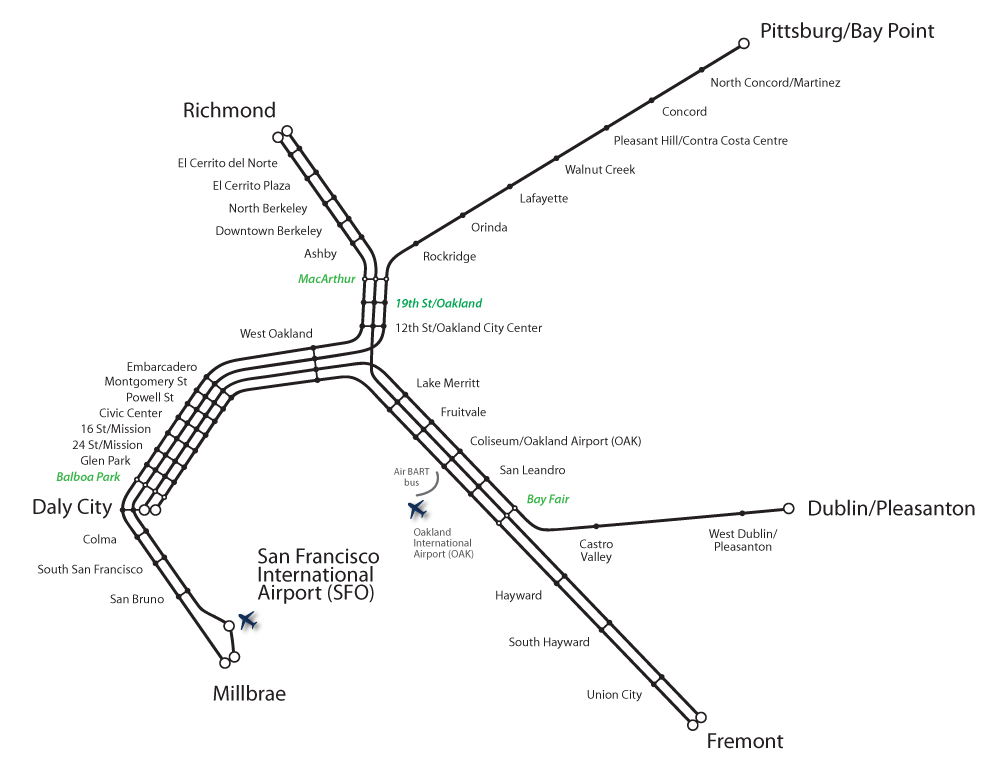 Pittsburg/Bay Point
North Concord/Martinez
Richmond
Concord
Pleasant Hill/Contra Costa Centre
El Cerrito del Norte
Walnut Creek
El Cerrito Plaza
Lafayette
North Berkeley
Orinda
Downtown Berkeley
Ashby
Rockridge
MacArthur
19th St/Oakland
12th St/Oakland City Center
West Oakland
Embarcadero
Montgomery St
Powell St
Civic Center
16 St/Mission
24 St/Mission
Glen Park
Balboa Park
Daly City
Lake Merritt
Fruitvale
Coliseum/Oakland Airport (OAK)
San Leandro
Bay Fair
Air BART
bus
Oakland
International
Airport (OAK)
Dublin/Pleasanton
West Dublin/
Pleasanton
Castro
Valley
Colma
South San Francisco
San Bruno
San Francisco
International
Airport (SFO)
Millbrae
Hayward
South Hayward
Union City
Fremont